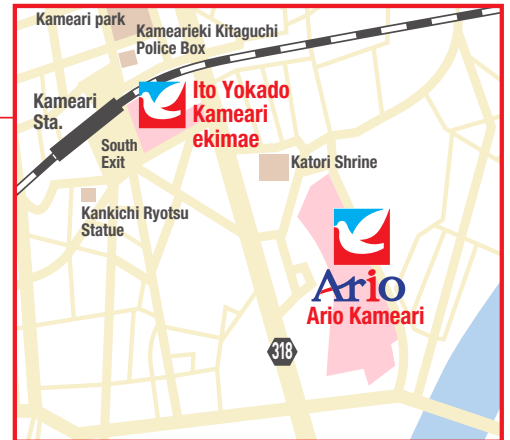 Kameari park
Kamearieki Kitaguchi
Police Box
Kameari
Sta.
Ito Yokado
Kameari
ekimae
South
Exit
Katori Shrine
Kankichi Ryotsu
Statue
Ario
Ario Kameari
318